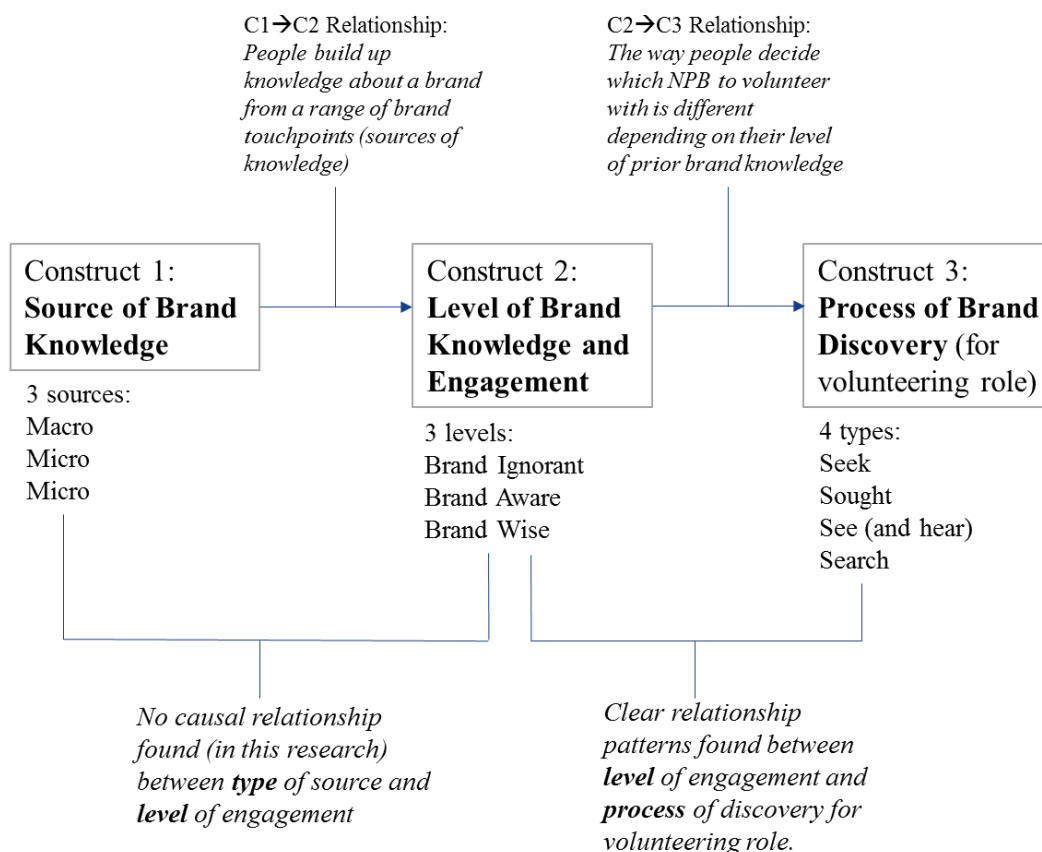 C1→C2 Relationship:
People build up
knowledge about a brand
from a range of brand
touchpoints (sources of
knowledge)
C2→C3 Relationship:
The way people decide
which NPB to volunteer
with is different
depending on their level
of prior brand knowledge
Construct 1:
Source of Brand
Knowledge
Construct 2:
Level of Brand
Knowledge and
Engagement
Construct 3:
Process of Brand
Discovery (for
volunteering role)
3 sources:
Macro
Micro
Micro
3 levels:
Brand Ignorant
Brand Aware
Brand Wise
4 types:
Seek
Sought
See (and hear)
Search
No causal relationship
found (in this research)
between type of source and
level of engagement
Clear relationship
patterns found between
level of engagement and
process of discovery for
volunteering role.